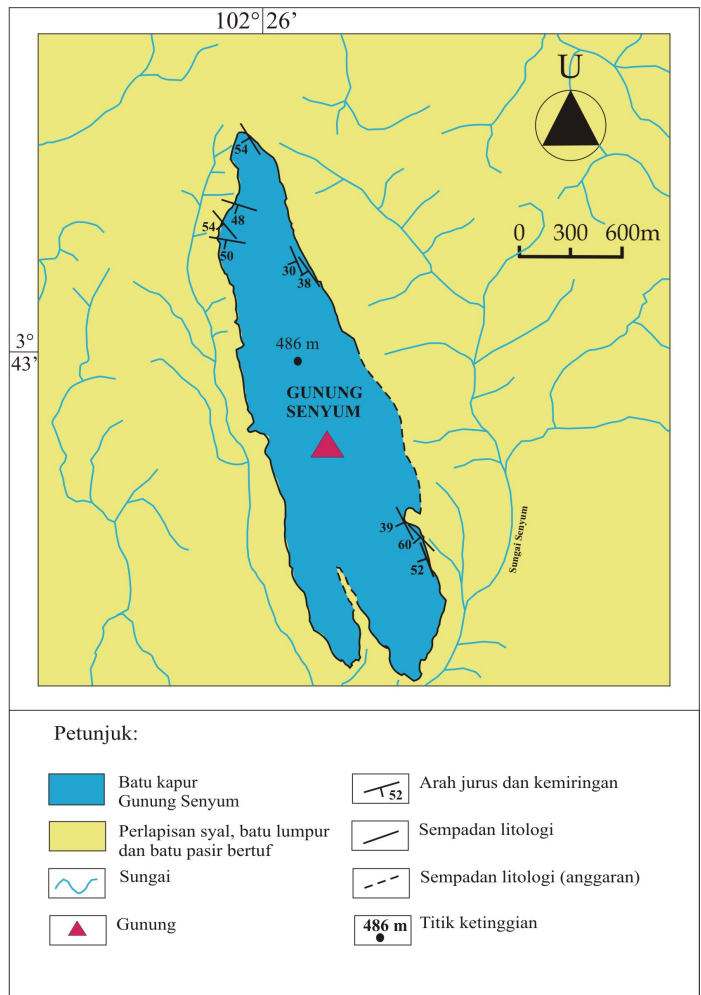 102° 26’
U
54
48
54
50
30
38
0 300 600m
3°
43’
486 m
GUNUNG
SENYUM
39
60
52
Sungai Senyum
Petunjuk:
Batu kapur
Gunung Senyum
Perlapisan syal, batu lumpur
dan batu pasir bertuf
Sungai
Gunung
52
Arah jurus dan kemiringan
Sempadan litologi
Sempadan litologi (anggaran)
486 m
Titik ketinggian